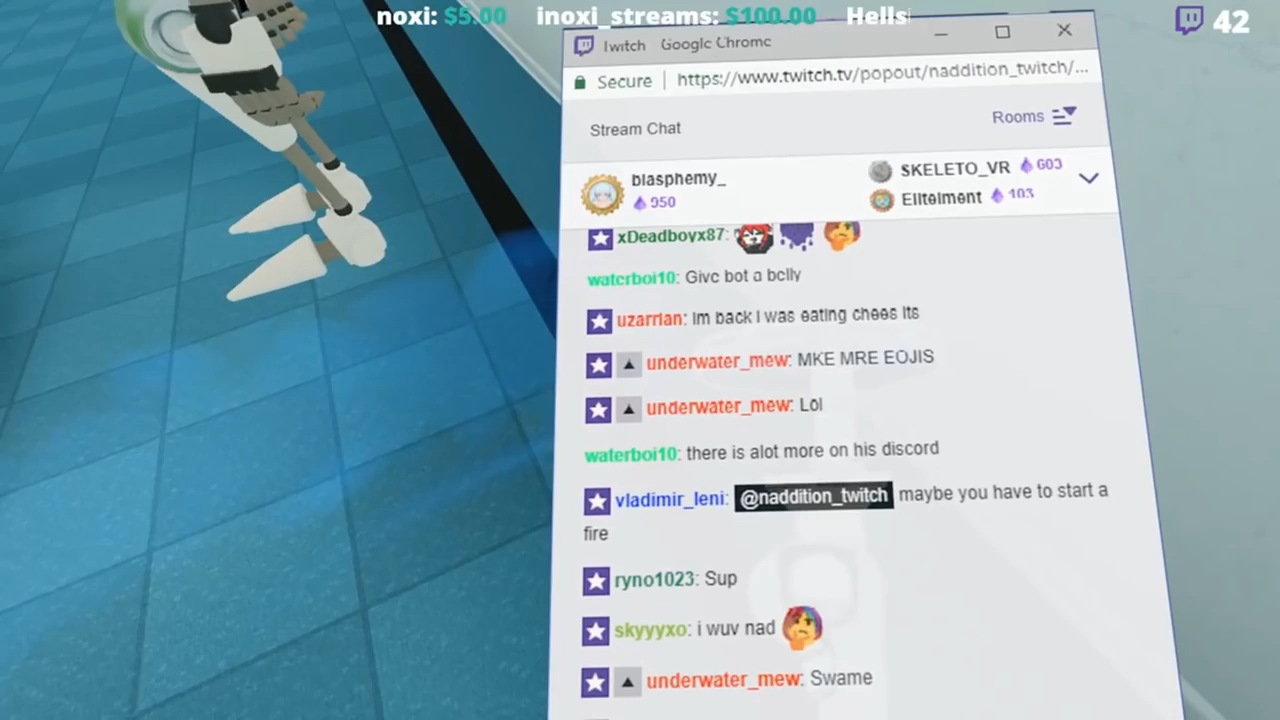 noxi: $5.00 inoxi_streams: $100.00 Hells
42
Twitch Google Chrome
Secure | https://www.twitch.tv/popout/naddition_twitch/...
Stream Chat
Rooms
blasphemy_
950
SKELETO_VR 603
Elitelment 103
xDeadboyx87:
waterboi10: Give bot a belly
uzarrian: Im back I was eating chees its
underwater_mew: MKE MRE EOJIS
underwater_mew: Lol
waterboi10: there is alot more on his discord
vladimir_leni: @naddition_twitch maybe you have to start a
fire
ryno1023: Sup
skyyyxo: i wuv nad
underwater_mew: Swame